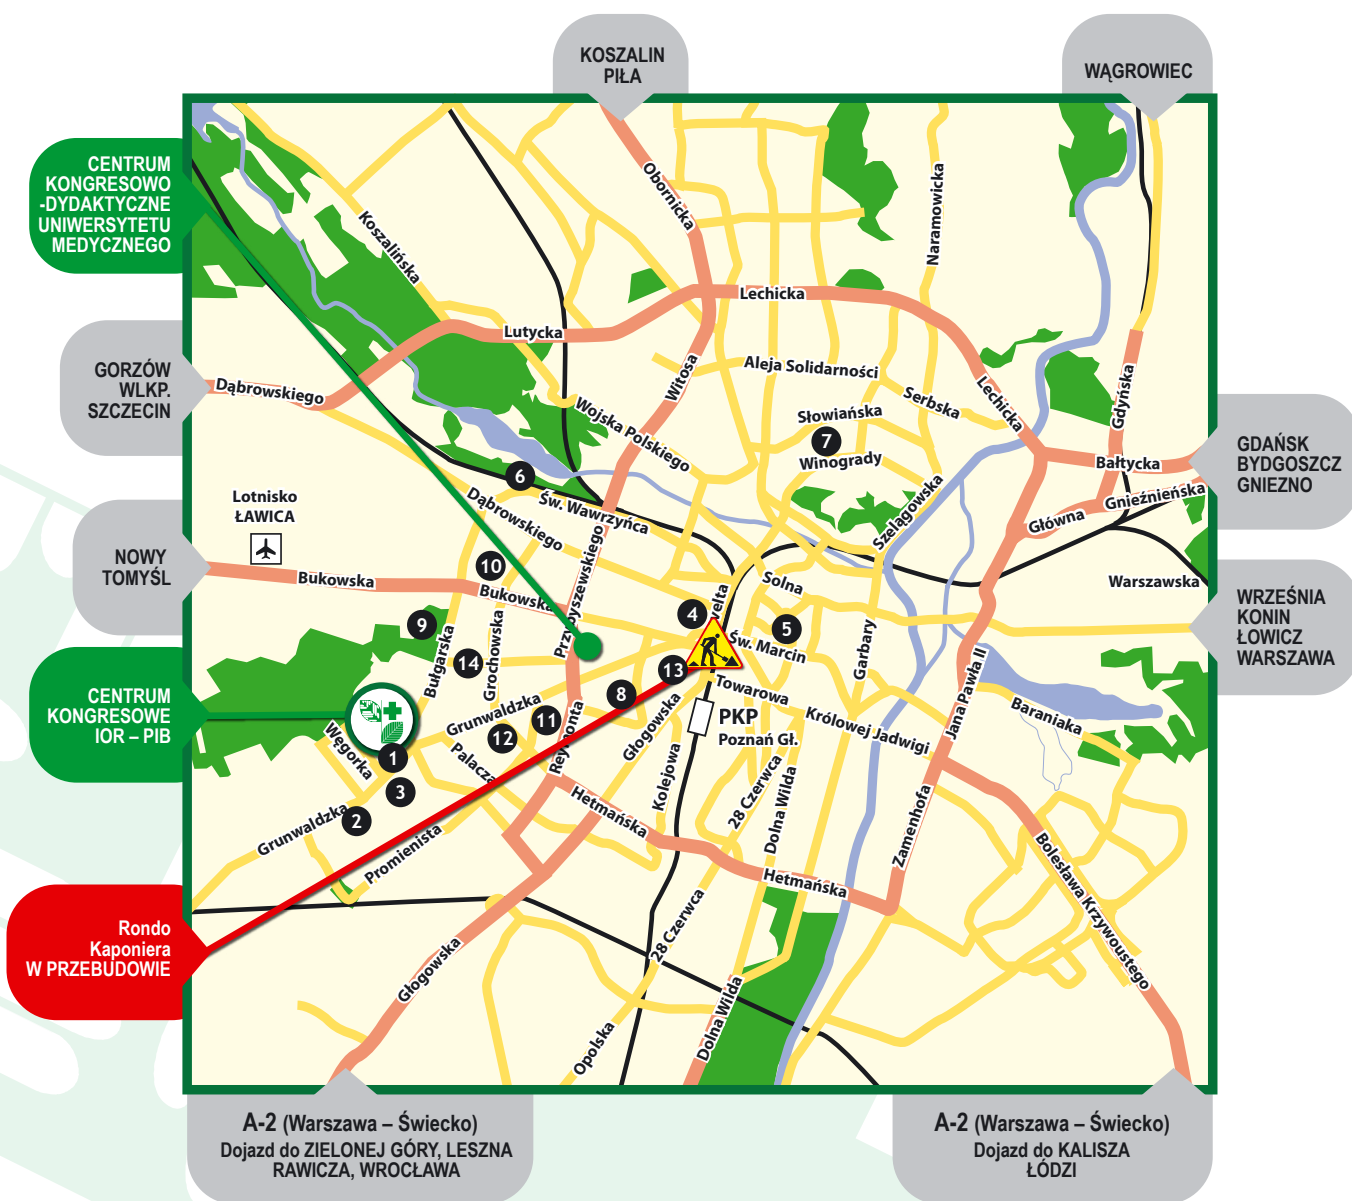 KOSZALIN
PIŁA
WĄGROWIEC
CENTRUM
KONGRESOWO
-DYDAKTYCZNE
UNIWERSYTETU
MEDYCZNEGO
GORZÓW
WLKP.
SZCZECIN
NOWY
TOMYŚL
CENTRUM
KONGRESOWE
IOR – PIB
Rondo
Kaponiera
W PRZEBUDOWIE
GDAŃSK
BYDGOSZCZ
GNIEZNO
WRZEŚNIA
KONIN
ŁOWICZ
WARSZAWA
Koszalińska
Obornicka
Naramowicka
Lechicka
Lutycka
Witosa
Aleja Solidarności
Serbska
Lechicka
Gdyńska
Dąbrowskiego
Wojska Polskiego
Słowiańska
7
Winogrady
Bałtycka
Gnieźnieńska
Główna
Szelągowska
6
Św. Wawrzyńca
Dąbrowskiego
Przybyszewskiego
Lotnisko
ŁAWICA
Bukowska
10
Bukowska
Solna
Warszawska
9
Bułgarska
14
Grochowska
4
velta
5
Św. Marcin
Garbary
13
Towarowa
Jana Pawła II
Baraniaka
8
Głogowska
PKP
Poznań Gł.
Królowej Jadwigi
Grunwaldzka
11
12
Palacza
Reymonta
Węgorka
1
3
2
Grunwaldzka
Promienista
Kolejowa
Hetmańska
28 Czerwca
Dolna Wilda
Zamenhofa
Hetmańska
Bolesława Krzywoustego
Głogowska
28 Czerwca
Opolska
Dolna Wilda
A-2 (Warszawa – Świecko)
Dojazd do ZIELONEJ GÓRY, LESZNA
RAWICZA, WROCŁAWA
A-2 (Warszawa – Świecko)
Dojazd do KALISZA
ŁÓDZI